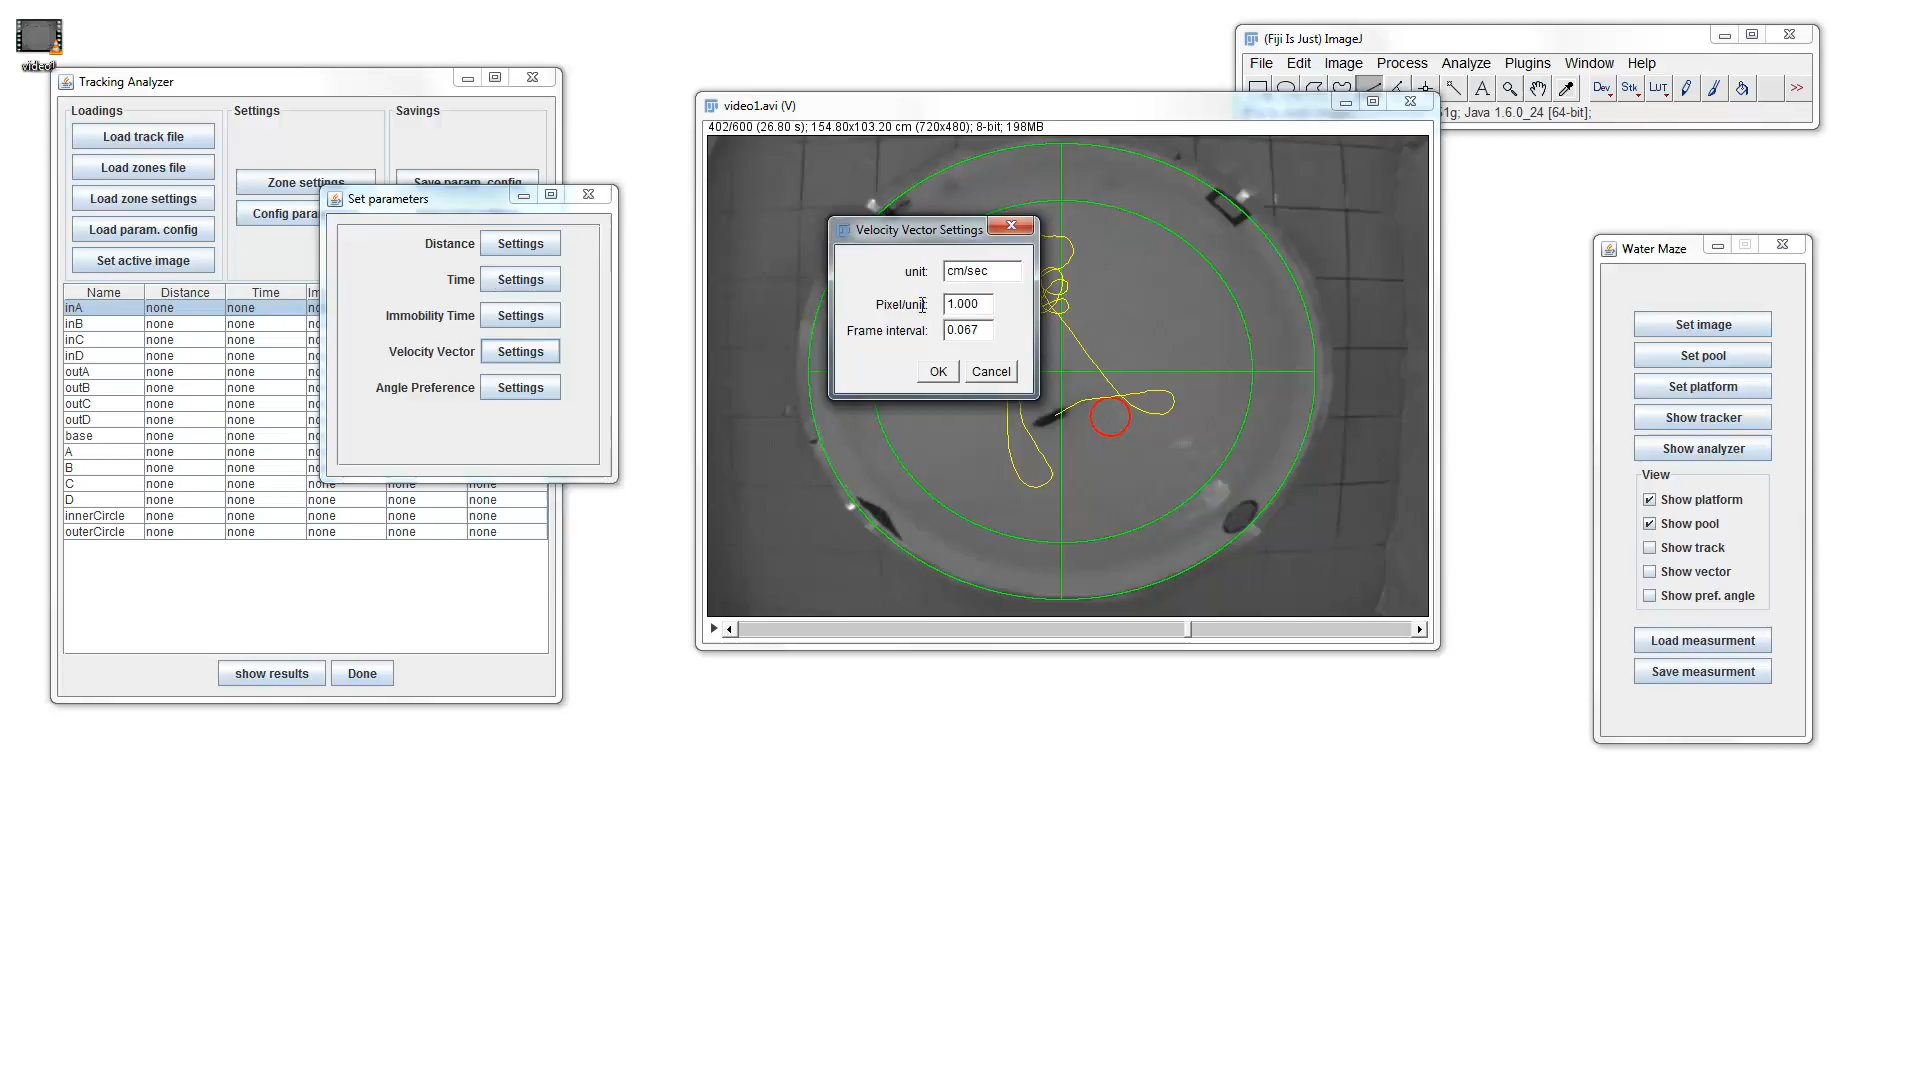 video1
Tracking Analyzer
Loadings
Load track file
Load zones file
Load zone settings
Load param. config
Set active image
Settings
Zone settings
Config para
Savings
Save param. config
Name Distance Time Im
inA none none
inB none none
inC none none
inD none none
outA none none
outB none none
outC none none
outD none none
base none none
A none none
B none none
C none none none none none
D none none none none none
innerCircle none none none none none
outerCircle none none none none none
show results Done
Set parameters
Distance Settings
Time Settings
Immobility Time Settings
Velocity Vector Settings
Angle Preference Settings
video1.avi (V)
402/600 (26.80 s); 154.80x103.20 cm (720x480); 8-bit; 198MB
Velocity Vector Settings
unit: cm/sec
Pixel/unit: 1.000
Frame interval: 0.067
OK Cancel
(Fiji Is Just) ImageJ
File Edit Image Process Analyze Plugins Window Help
A Dev Stk LUT >>
51g; Java 1.6.0_24 [64-bit];
Water Maze
Set image
Set pool
Set platform
Show tracker
Show analyzer
View
Show platform
Show pool
Show track
Show vector
Show pref. angle
Load measurment
Save measurment